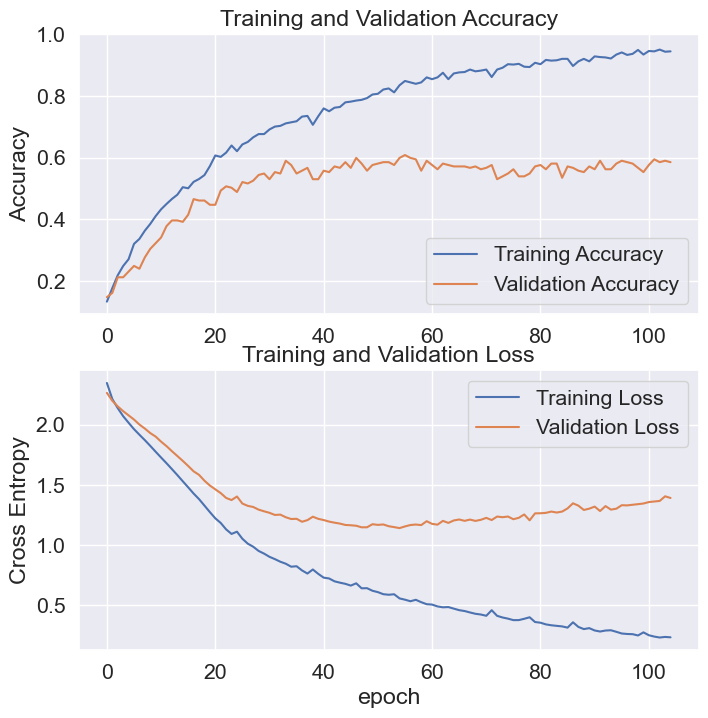 Training and Validation Accuracy
1.0
0.8
0.6
0.4
0.2
Accuracy
Training Accuracy
Validation Accuracy
0 20 40 60 80 100
Training and Validation Loss
2.0
1.5
1.0
0.5
Cross Entropy
Training Loss
Validation Loss
0 20 40 60 80 100
epoch